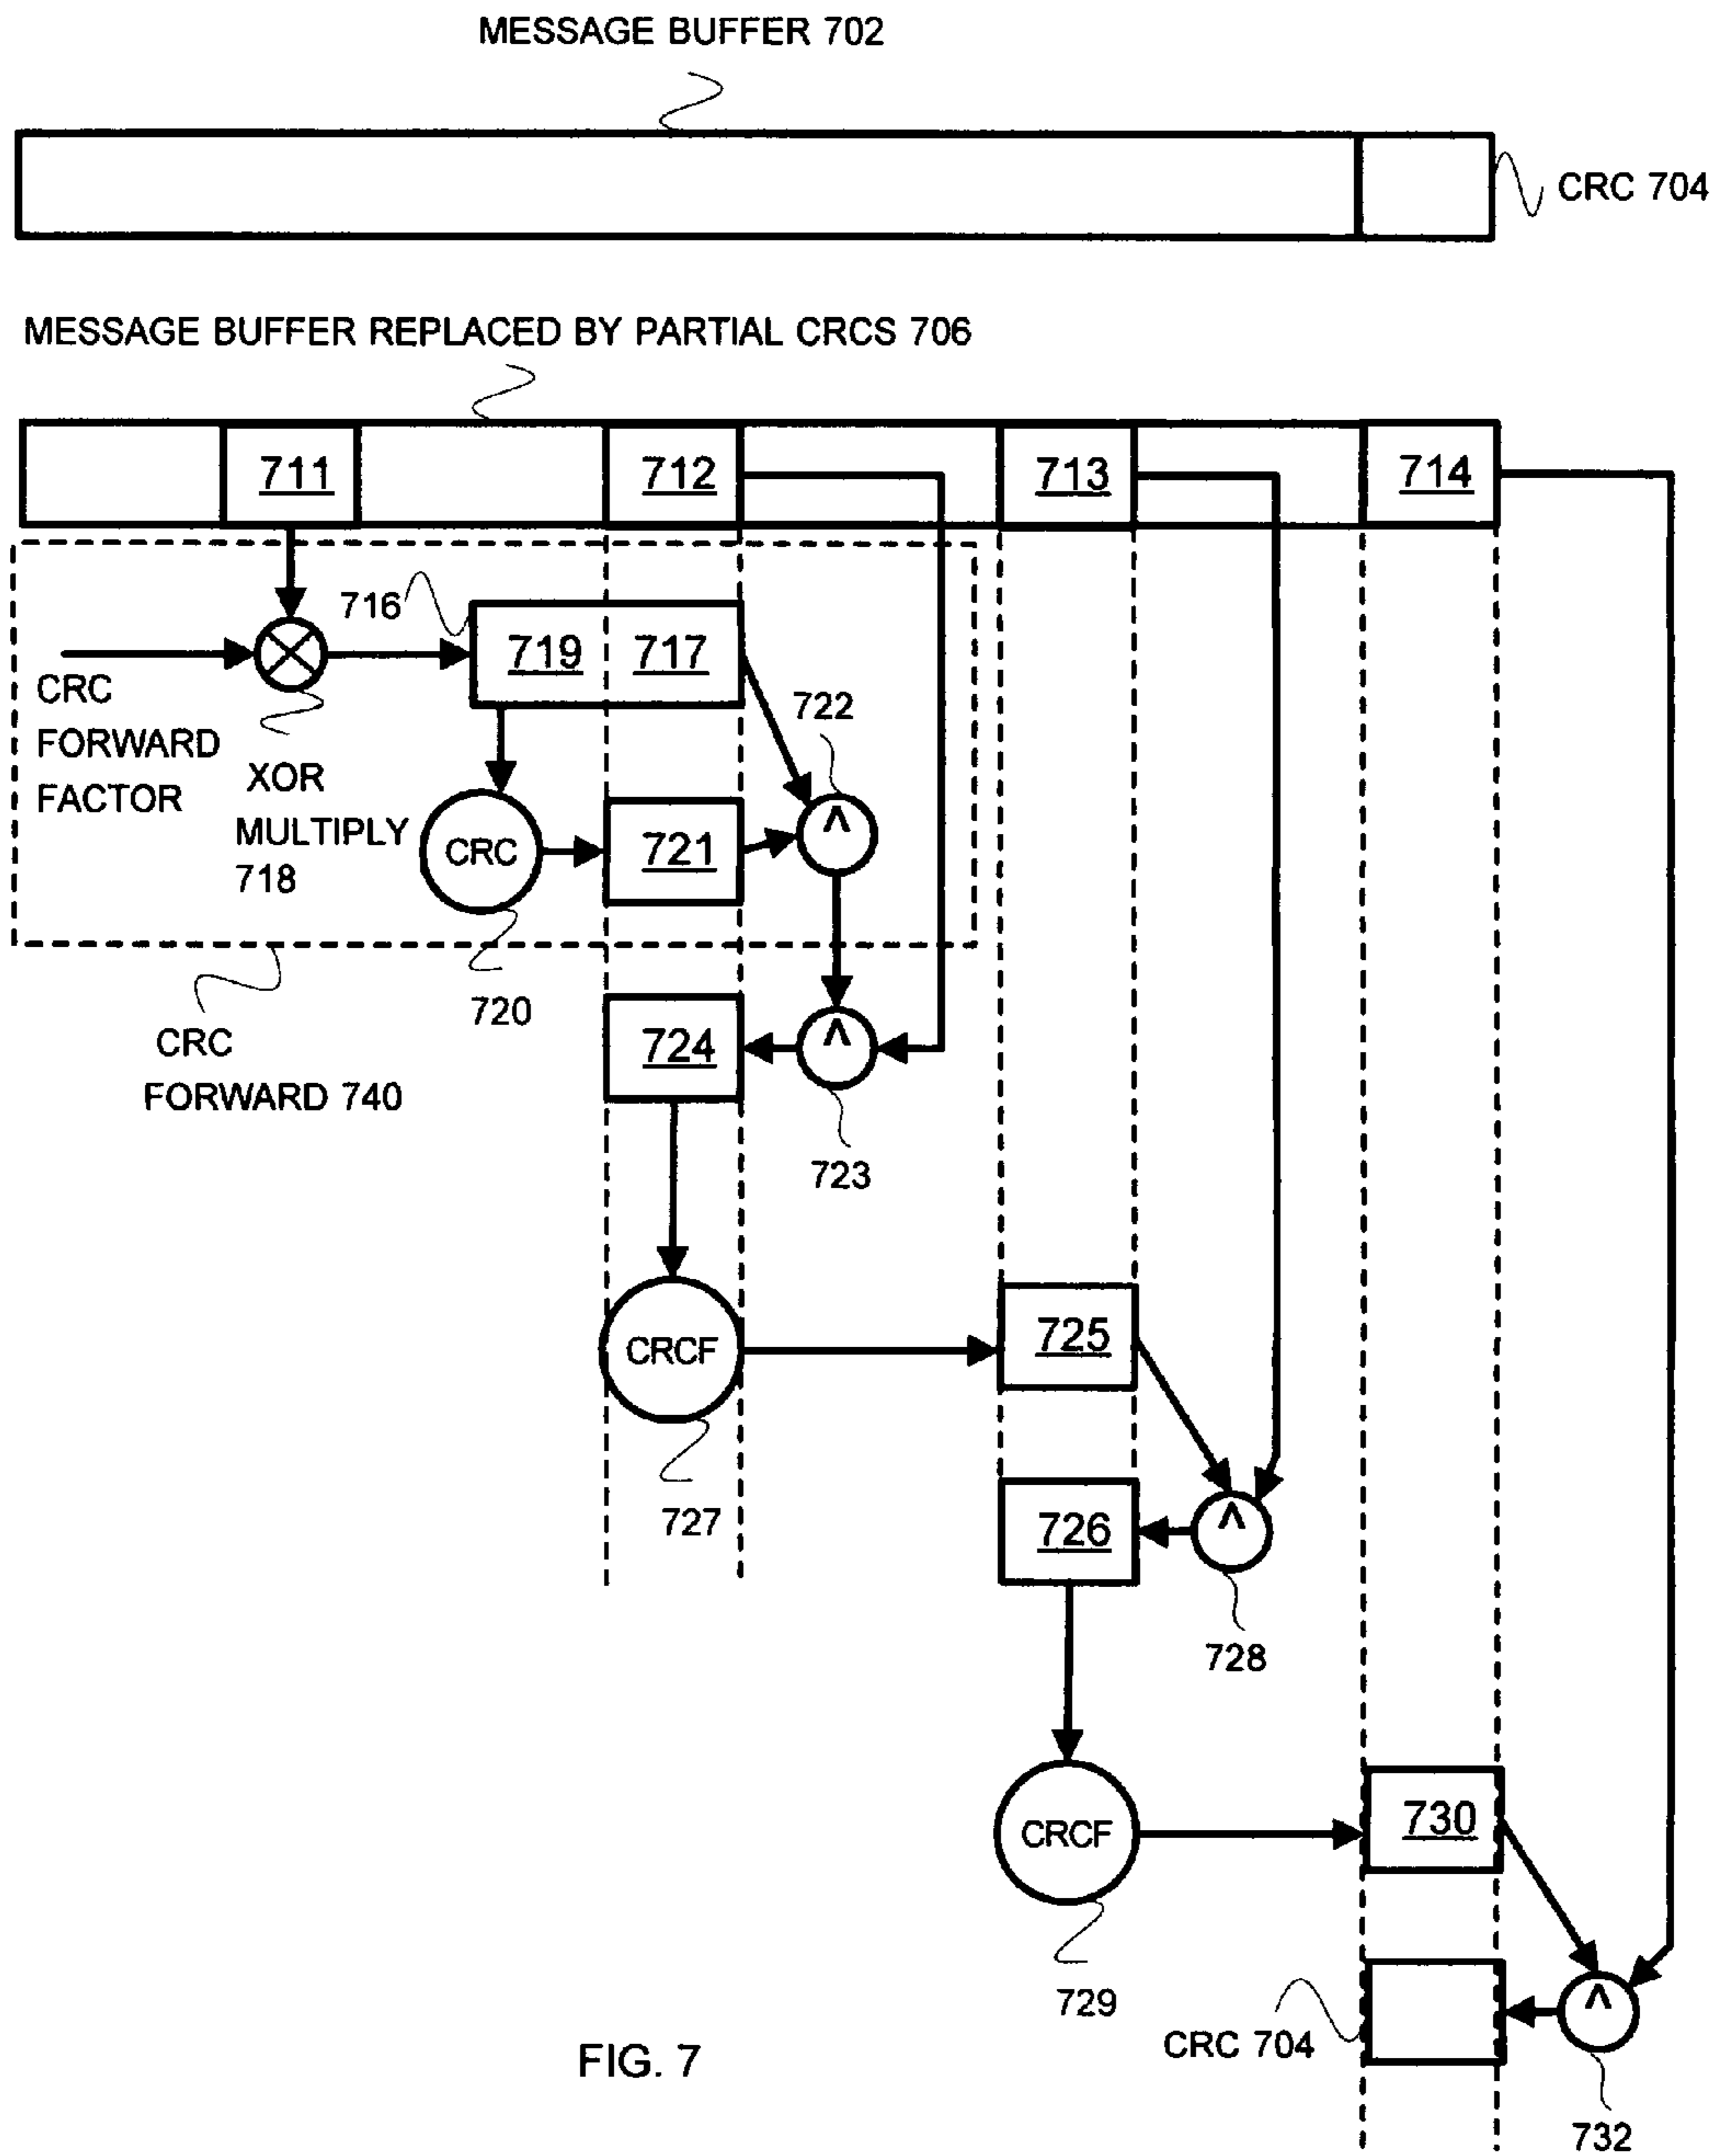 MESSAGE BUFFER 702
CRC 704
MESSAGE BUFFER REPLACED BY PARTIAL CRCS 706
711
712
713
714
716
719
717
CRC
FORWARD
FACTOR
XOR
MULTIPLY
718
722
^
CRC
721
720
CRC
FORWARD 740
724
^
723
CRCF
725
727
726
^
728
CRCF
730
729
CRC 704
^
732
FIG. 7